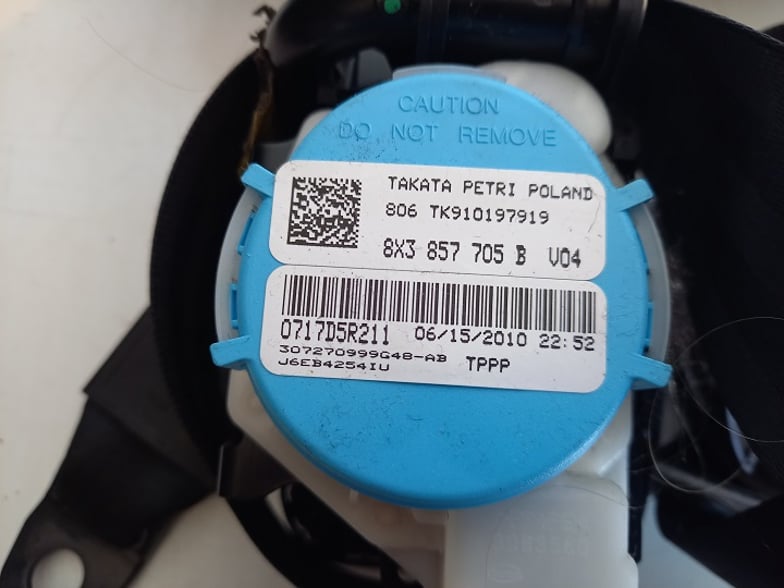 CAUTION
DO NOT REMOVE
TAKATA PETRI POLAND
806 TK910197919
8X3 857 705 B V04
0717D5R211 06/15/2010 22:52
307270999G48-AB TPPP
J6EB4254IU